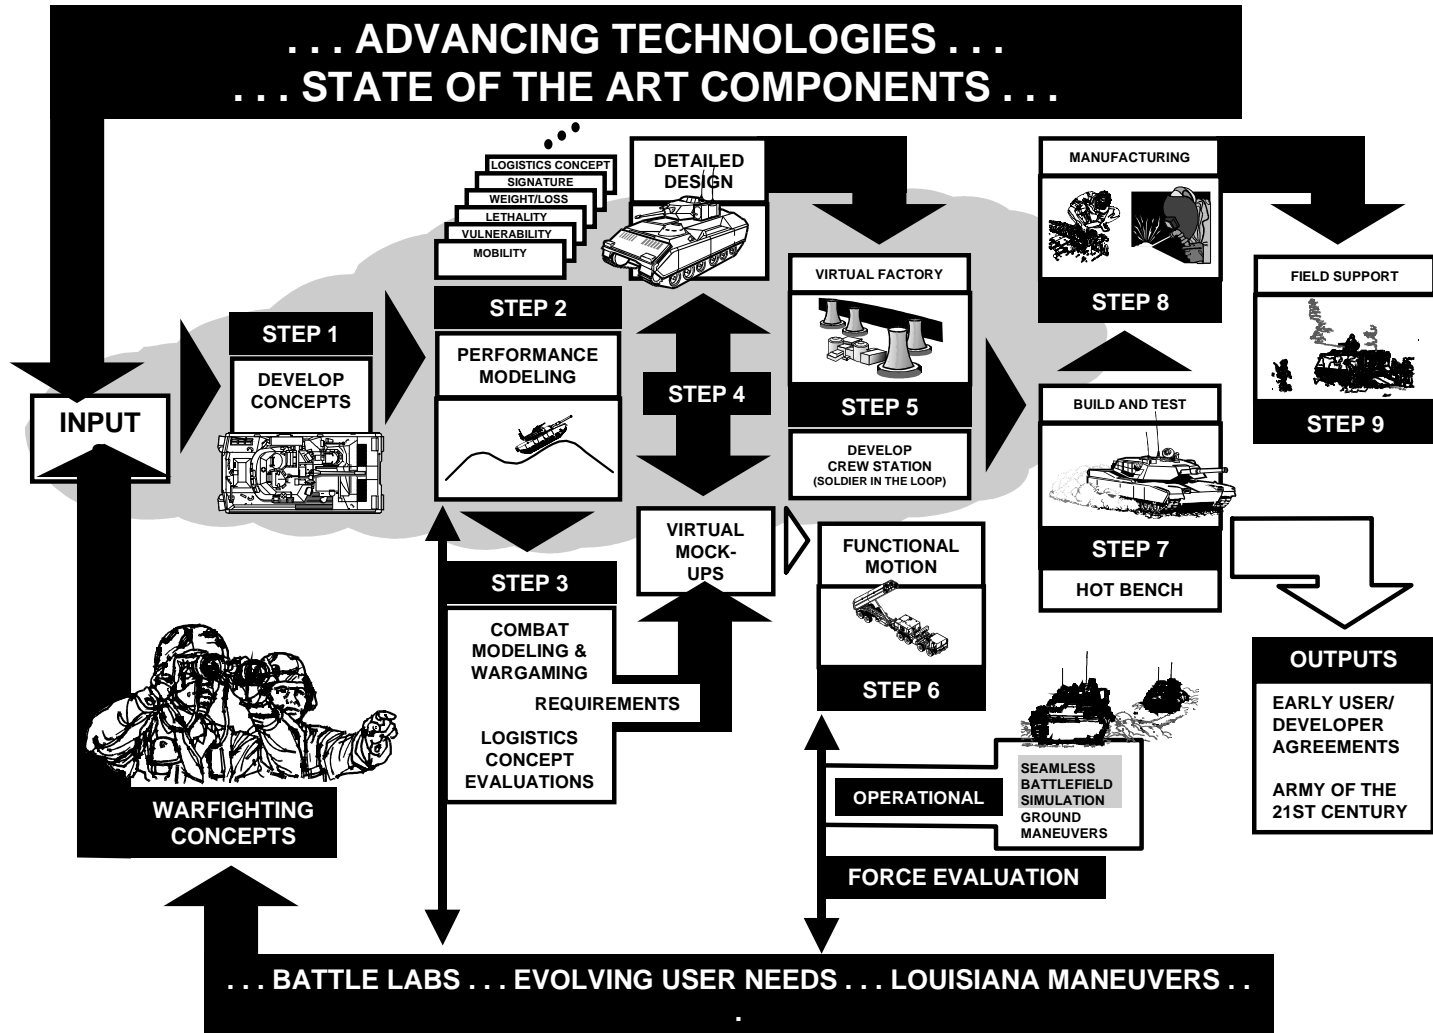 . . . ADVANCING TECHNOLOGIES . . .
. . . STATE OF THE ART COMPONENTS . . .
LOGISTICS CONCEPT
SIGNATURE
WEIGHT/LOSS
LETHALITY
VULNERABILITY
MOBILITY
DETAILED
DESIGN
MANUFACTURING
STEP 8
VIRTUAL FACTORY
STEP 5
DEVELOP
CREW STATION
(SOLDIER IN THE LOOP)
FIELD SUPPORT
STEP 9
INPUT
STEP 1
DEVELOP
CONCEPTS
STEP 2
PERFORMANCE
MODELING
STEP 4
BUILD AND TEST
STEP 7
HOT BENCH
STEP 3
COMBAT
MODELING &
WARGAMING
REQUIREMENTS
LOGISTICS
CONCEPT
EVALUATIONS
VIRTUAL
MOCK-
UPS
FUNCTIONAL
MOTION
STEP 6
OPERATIONAL
SEAMLESS
BATTLEFIELD
SIMULATION
GROUND
MANEUVERS
FORCE EVALUATION
OUTPUTS
EARLY USER/
DEVELOPER
AGREEMENTS
ARMY OF THE
21ST CENTURY
WARFIGHTING
CONCEPTS
. . . BATTLE LABS . . . EVOLVING USER NEEDS . . . LOUISIANA MANEUVERS . .
.